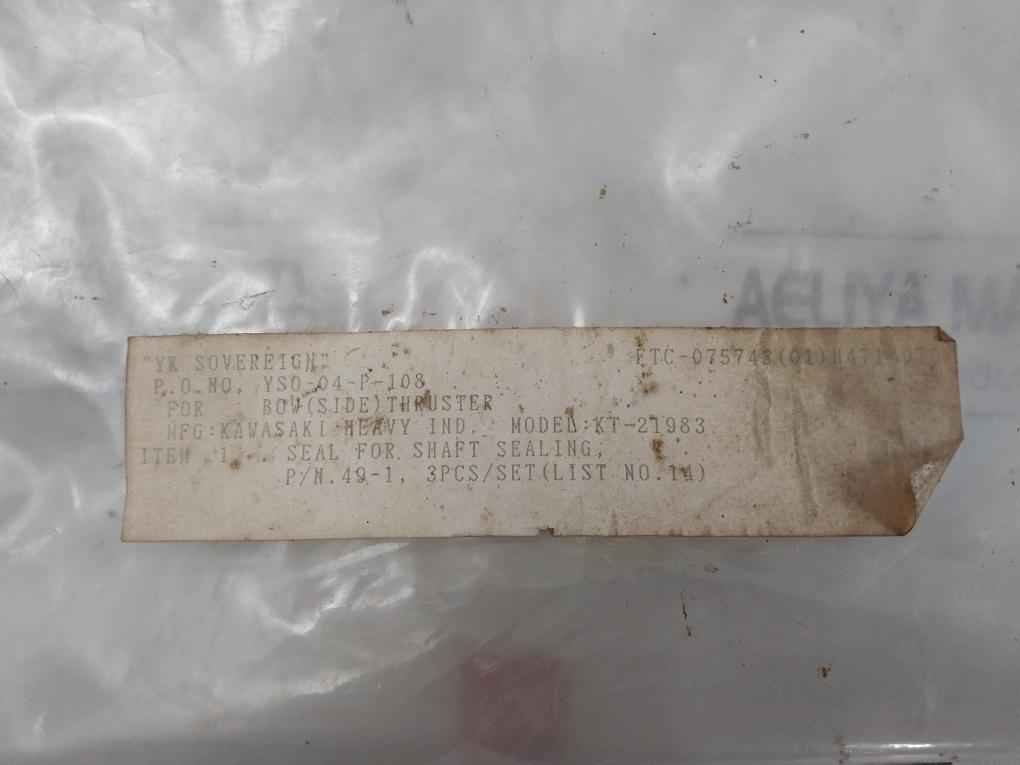 "YK SOVEREIGN"
P.O.NO. YSO-04-P-108
FOR BOW(SIDE)THRUSTER
MFG:KAWASAKI HEAVY IND. MODEL:KT-21983
ITEM 1. SEAL FOR SHAFT SEALING,
P/N.49-1, 3PCS/SET(LIST NO.14)
AELIYA